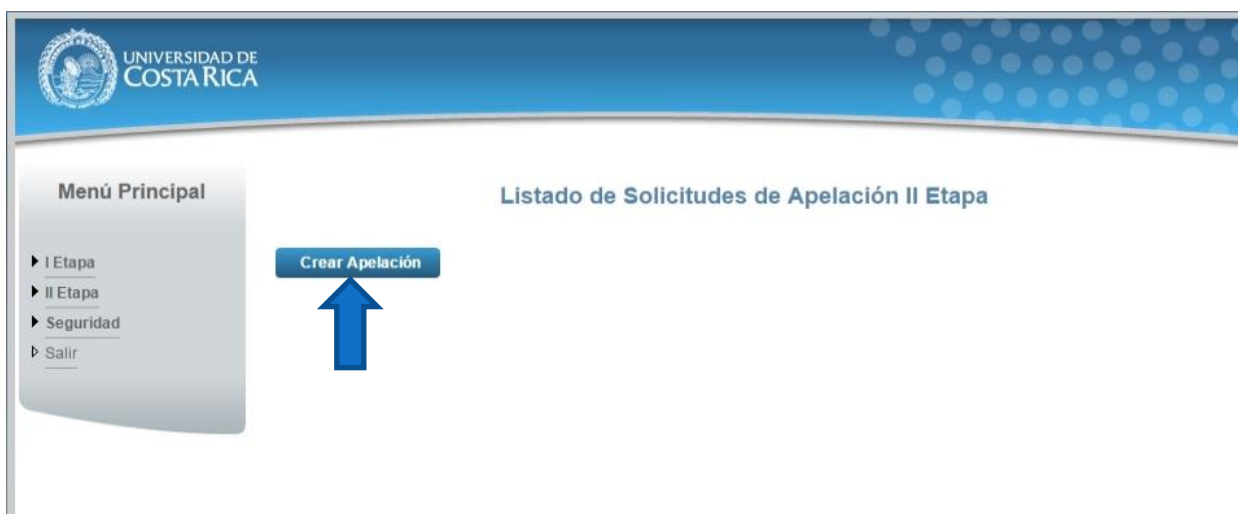 UNIVERSIDAD DE
COSTA RICA
Menú Principal
Listado de Solicitudes de Apelación II Etapa
I Etapa
Crear Apelación
II Etapa
Seguridad
Salir